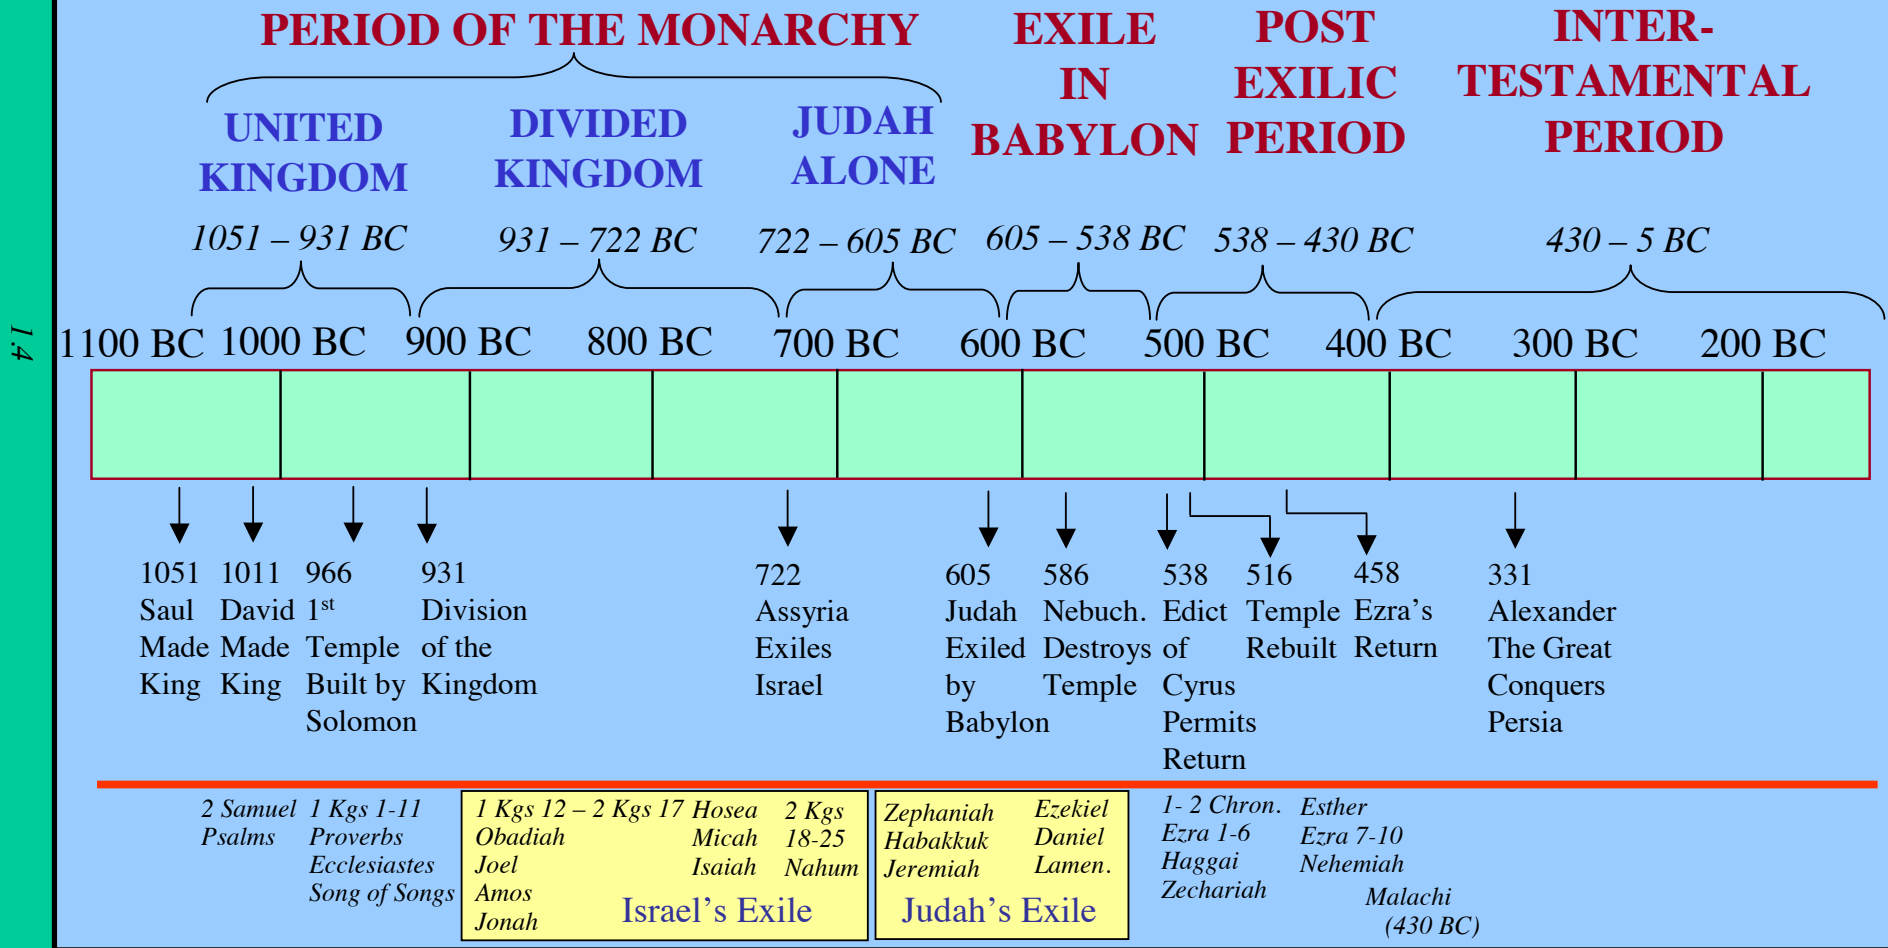 PERIOD OF THE MONARCHY
EXILE
IN
BABYLON
POST
EXILIC
PERIOD
INTER-
TESTAMENTAL
PERIOD
UNITED
KINGDOM
DIVIDED
KINGDOM
JUDAH
ALONE
1051 – 931 BC
931 – 722 BC
722 – 605 BC
605 – 538 BC
538 – 430 BC
430 – 5 BC
1.4
1100 BC
1000 BC
900 BC
800 BC
700 BC
600 BC
500 BC
400 BC
300 BC
200 BC
1051
Saul
Made
King
1011
David
Made
King
966
1st
Temple
Built by
Solomon
931
Division
of the
Kingdom
722
Assyria
Exiles
Israel
605
Judah
Exiled
by
Babylon
586
Nebuch.
Destroys
Temple
538
Edict
of
Cyrus
Permits
Return
516
Temple
Rebuilt
458
Ezra’s
Return
331
Alexander
The Great
Conquers
Persia
2 Samuel
Psalms
1 Kgs 1-11
Proverbs
Ecclesiastes
Song of Songs
1 Kgs 12 – 2 Kgs 17
Obadiah
Joel
Amos
Jonah
Hosea
Micah
Isaiah
2 Kgs
18-25
Nahum
Israel’s Exile
Zephaniah
Habakkuk
Jeremiah
Ezekiel
Daniel
Lamen.
Judah’s Exile
1- 2 Chron.
Ezra 1-6
Haggai
Zechariah
Esther
Ezra 7-10
Nehemiah
Malachi
(430 BC)